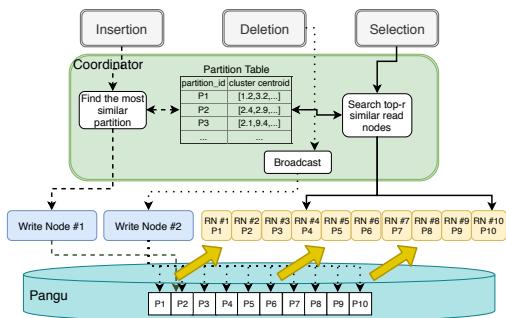 Insertion
Deletion
Selection
Coordinator
Partition Table
partition_id cluster centroid
P1 [1.2,3.2,...]
P2 [2.4,2.9,...]
P3 [2.1,9.4,...]
... ...
Find the most
similar
partition
Search top-r
similar read
nodes
Broadcast
Write Node #1
Write Node #2
RN #1 RN #2 RN #3 RN #4 RN #5 RN #6 RN #7 RN #8 RN #9 RN #10
P1 P2 P3 P4 P5 P6 P7 P8 P9 P10
Pangu
P1 P2 P3 P4 P5 P6 P7 P8 P9 P10